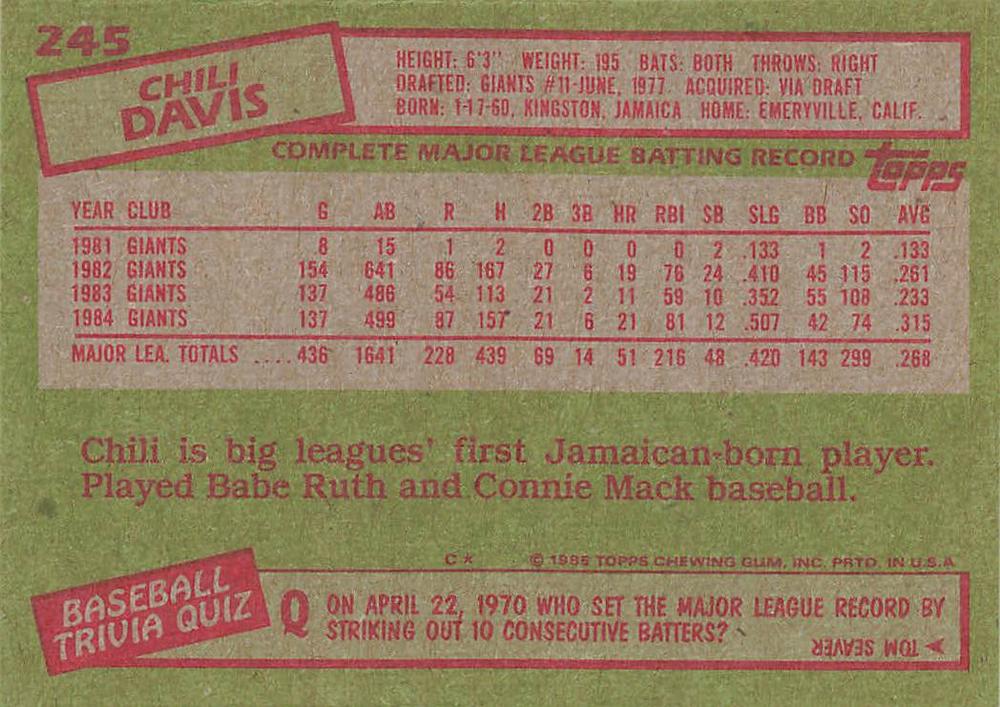 245
CHILI
DAVIS
HEIGHT: 6'3" WEIGHT: 195 BATS: BOTH THROWS: RIGHT
DRAFTED: GIANTS #11-JUNE, 1977 ACQUIRED: VIA DRAFT
BORN: 1-17-60, KINGSTON, JAMAICA HOME: EMERYVILLE, CALIF.
COMPLETE MAJOR LEAGUE BATTING RECORD topps
YEAR CLUB G AB R H 2B 3B HR RBI SB SLG BB SO AVG
1981 GIANTS 8 15 1 2 0 0 0 0 2 .133 1 2 .133
1982 GIANTS 154 641 86 167 27 6 19 76 24 .410 45 115 .261
1983 GIANTS 137 486 54 113 21 2 11 59 10 .352 55 108 .233
1984 GIANTS 137 499 87 157 21 6 21 81 12 .507 42 74 .315
MAJOR LEA. TOTALS .... 436 1641 228 439 69 14 51 216 48 .420 143 299 .268
Chili is big leagues' first Jamaican-born player.
Played Babe Ruth and Connie Mack baseball.
C* © 1985 TOPPS CHEWING GUM, INC. PRTD. IN U.S.A
BASEBALL
TRIVIA QUIZ
Q ON APRIL 22, 1970 WHO SET THE MAJOR LEAGUE RECORD BY
STRIKING OUT 10 CONSECUTIVE BATTERS?
TOM SEAVER